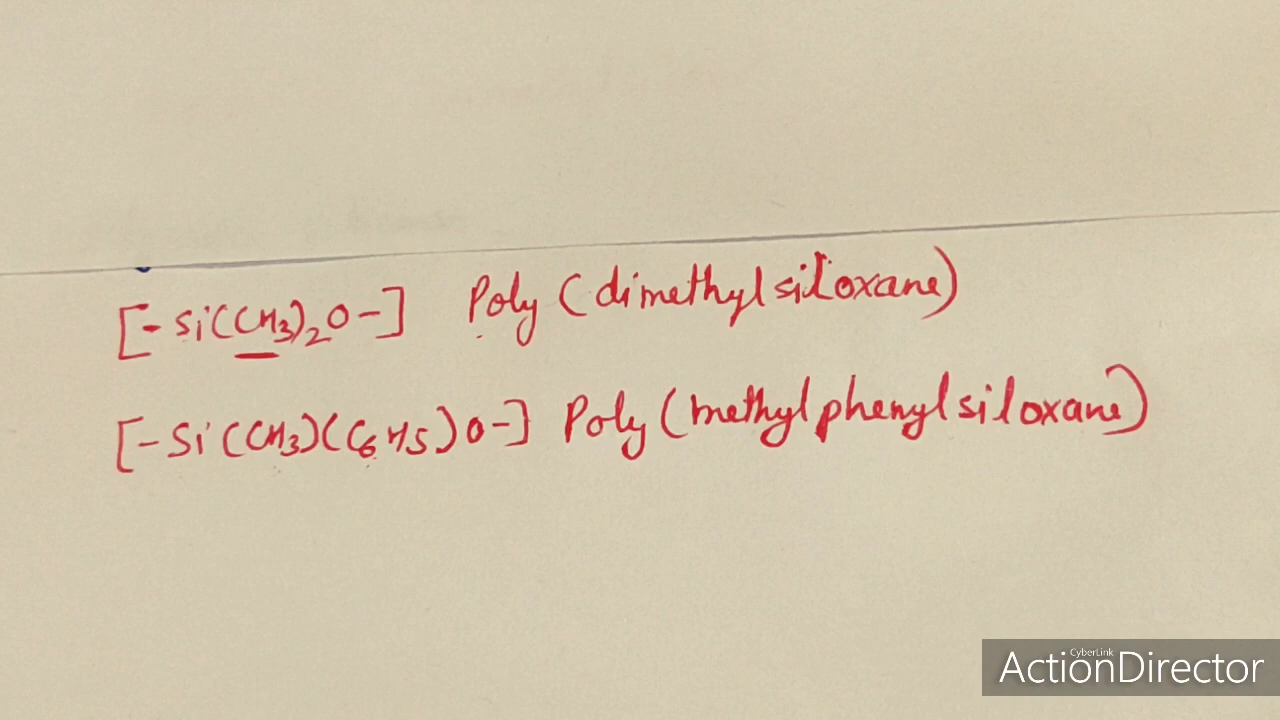 [-Si(CH3)2O-] Poly (dimethylsiloxane)
[-Si(CH3)(C6H5)O-] Poly (methylphenylsiloxane)
CyberLink
ActionDirector